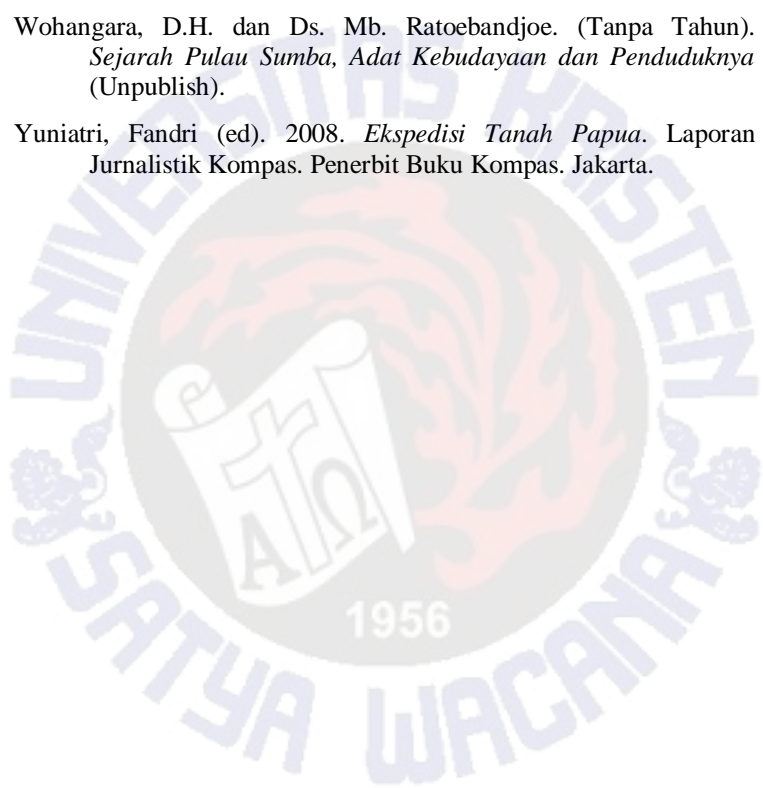 Wohangara, D.H. dan Ds. Mb. Ratoebandjoe. (Tanpa Tahun).
Sejarah Pulau Sumba, Adat Kebudayaan dan Penduduknya
(Unpublish).
Yuniatri, Fandri (ed). 2008. Ekspedisi Tanah Papua. Laporan
Jurnalistik Kompas. Penerbit Buku Kompas. Jakarta.
UNIVERSITAS KRISTEN
Α Ω
1956
SATYA WACANA